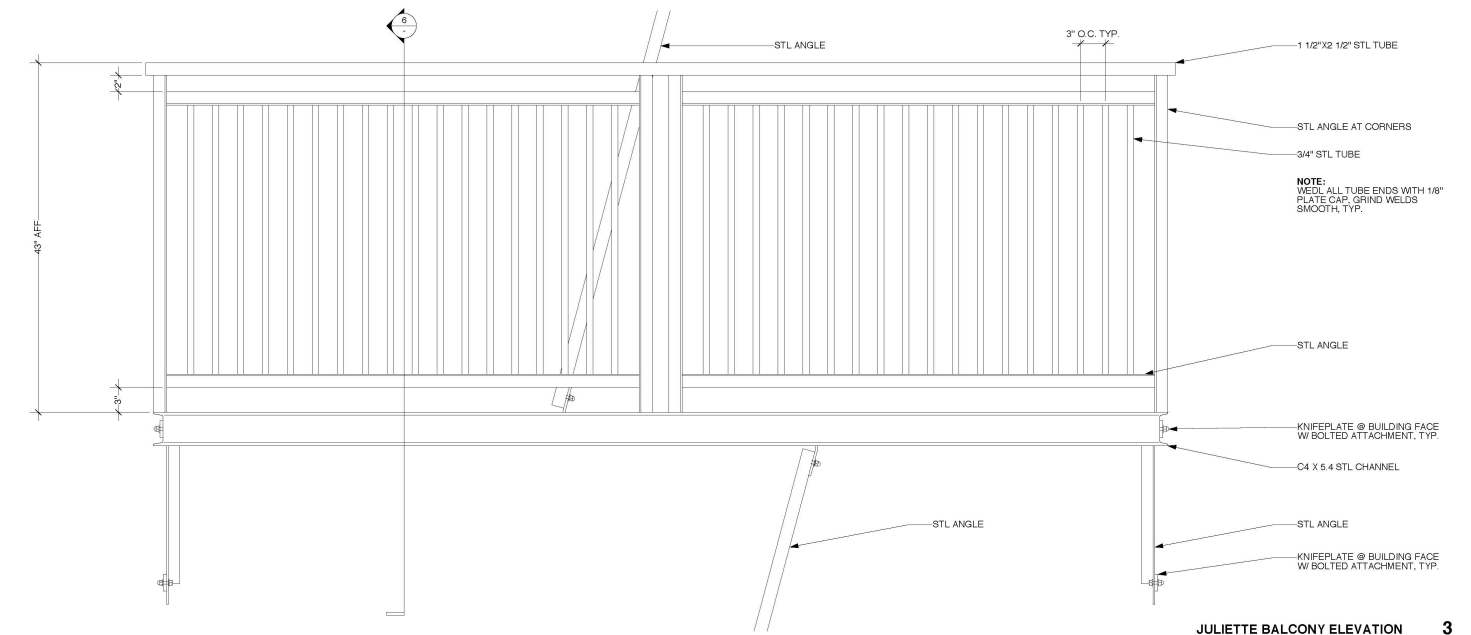 6
-
STL ANGLE
3" O.C. TYP.
1 1/2"X2 1/2" STL TUBE
2"
STL ANGLE AT CORNERS
3/4" STL TUBE
NOTE:
WEDL ALL TUBE ENDS WITH 1/8"
PLATE CAP, GRIND WELDS
SMOOTH, TYP.
43" AFF
STL ANGLE
3"
KNIFEPLATE @ BUILDING FACE
W/ BOLTED ATTACHMENT, TYP.
C4 X 5.4 STL CHANNEL
STL ANGLE
STL ANGLE
KNIFEPLATE @ BUILDING FACE
W/ BOLTED ATTACHMENT, TYP.
JULIETTE BALCONY ELEVATION 3